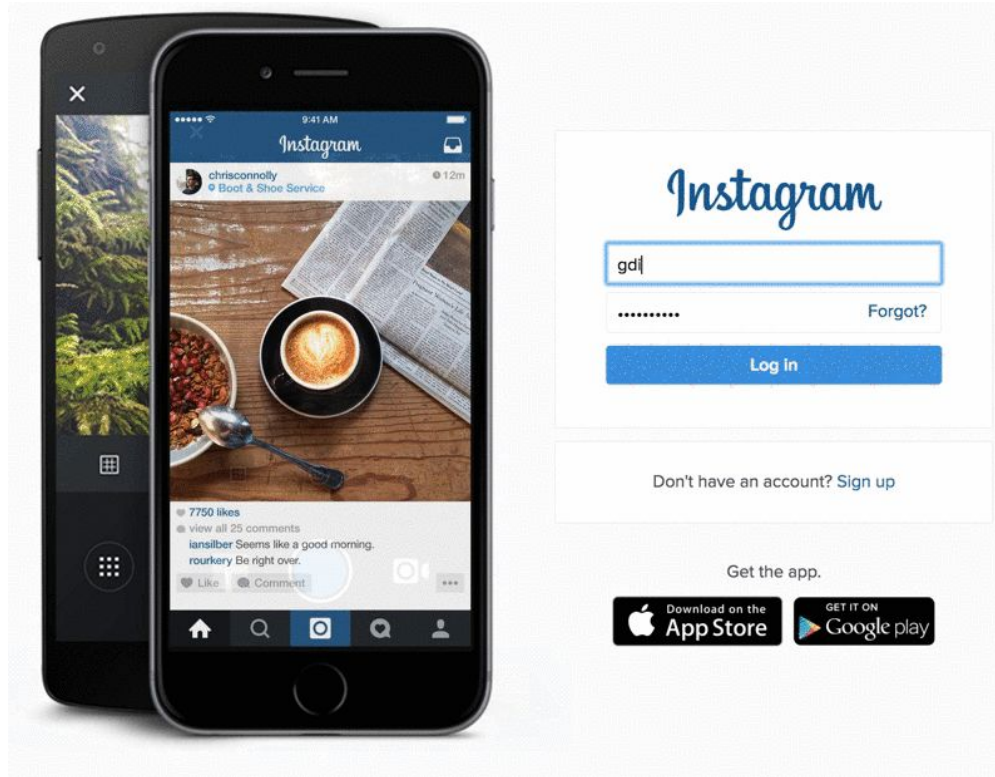 9:41 AM
Instagram
chrisconnolly
Boot & Shoe Service
12m
7750 likes
view all 25 comments
iansilber Seems like a good morning.
rourkery Be right over.
Like
Comment
Instagram
gdi
••••••••••
Forgot?
Log in
Don't have an account? Sign up
Get the app.
Download on the
App Store
GET IT ON
Google play